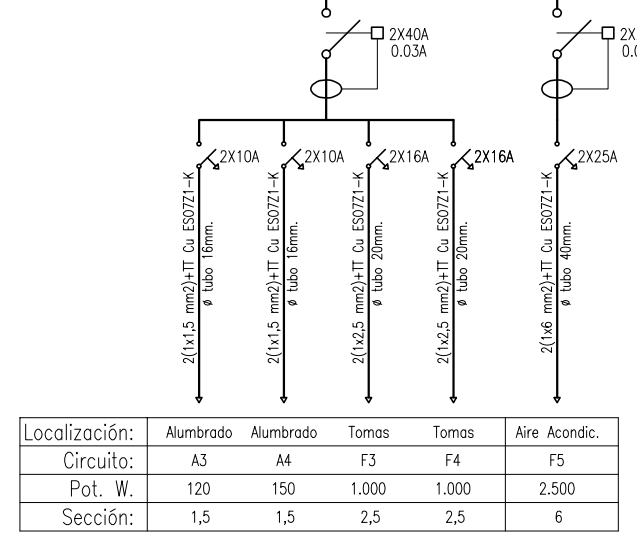 2X40A
0.03A
2X
0.0
2X10A
2X10A
2X16A
2X16A
2X25A
2(1x1,5 mm2)+TT Cu ES07Z1-K
ø tubo 16mm.
2(1x1,5 mm2)+TT Cu ES07Z1-K
ø tubo 16mm.
2(1x2,5 mm2)+TT Cu ES07Z1-K
ø tubo 20mm.
2(1x2,5 mm2)+TT Cu ES07Z1-K
ø tubo 20mm.
2(1x6 mm2)+TT Cu ES07Z1-K
ø tubo 40mm.
Localización: Alumbrado Alumbrado Tomas Tomas Aire Acondic.
Circuito: A3 A4 F3 F4 F5
Pot. W. 120 150 1.000 1.000 2.500
Sección: 1,5 1,5 2,5 2,5 6